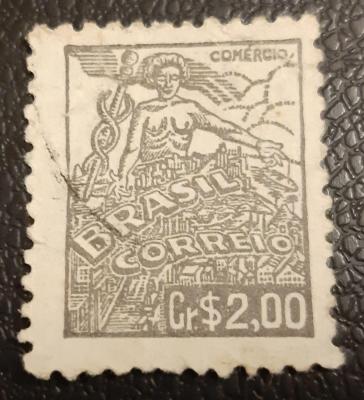 COMÉRCIO
BRASIL
CORREIO
Cr.$2,00